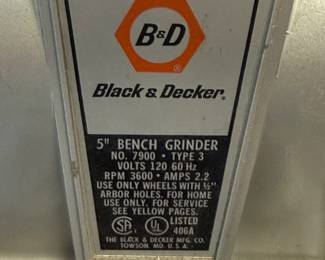 B&D
®
Black & Decker®
5" BENCH GRINDER
NO. 7900 • TYPE 3
VOLTS 120 60 Hz
RPM 3600 • AMPS 2.2
USE ONLY WHEELS WITH ½"
ARBOR HOLES. FOR HOME
USE ONLY. FOR SERVICE
SEE YELLOW PAGES.
SA ® UL ® LISTED
406A
THE BLACK & DECKER MFG. CO.
TOWSON, MD. U.S.A.